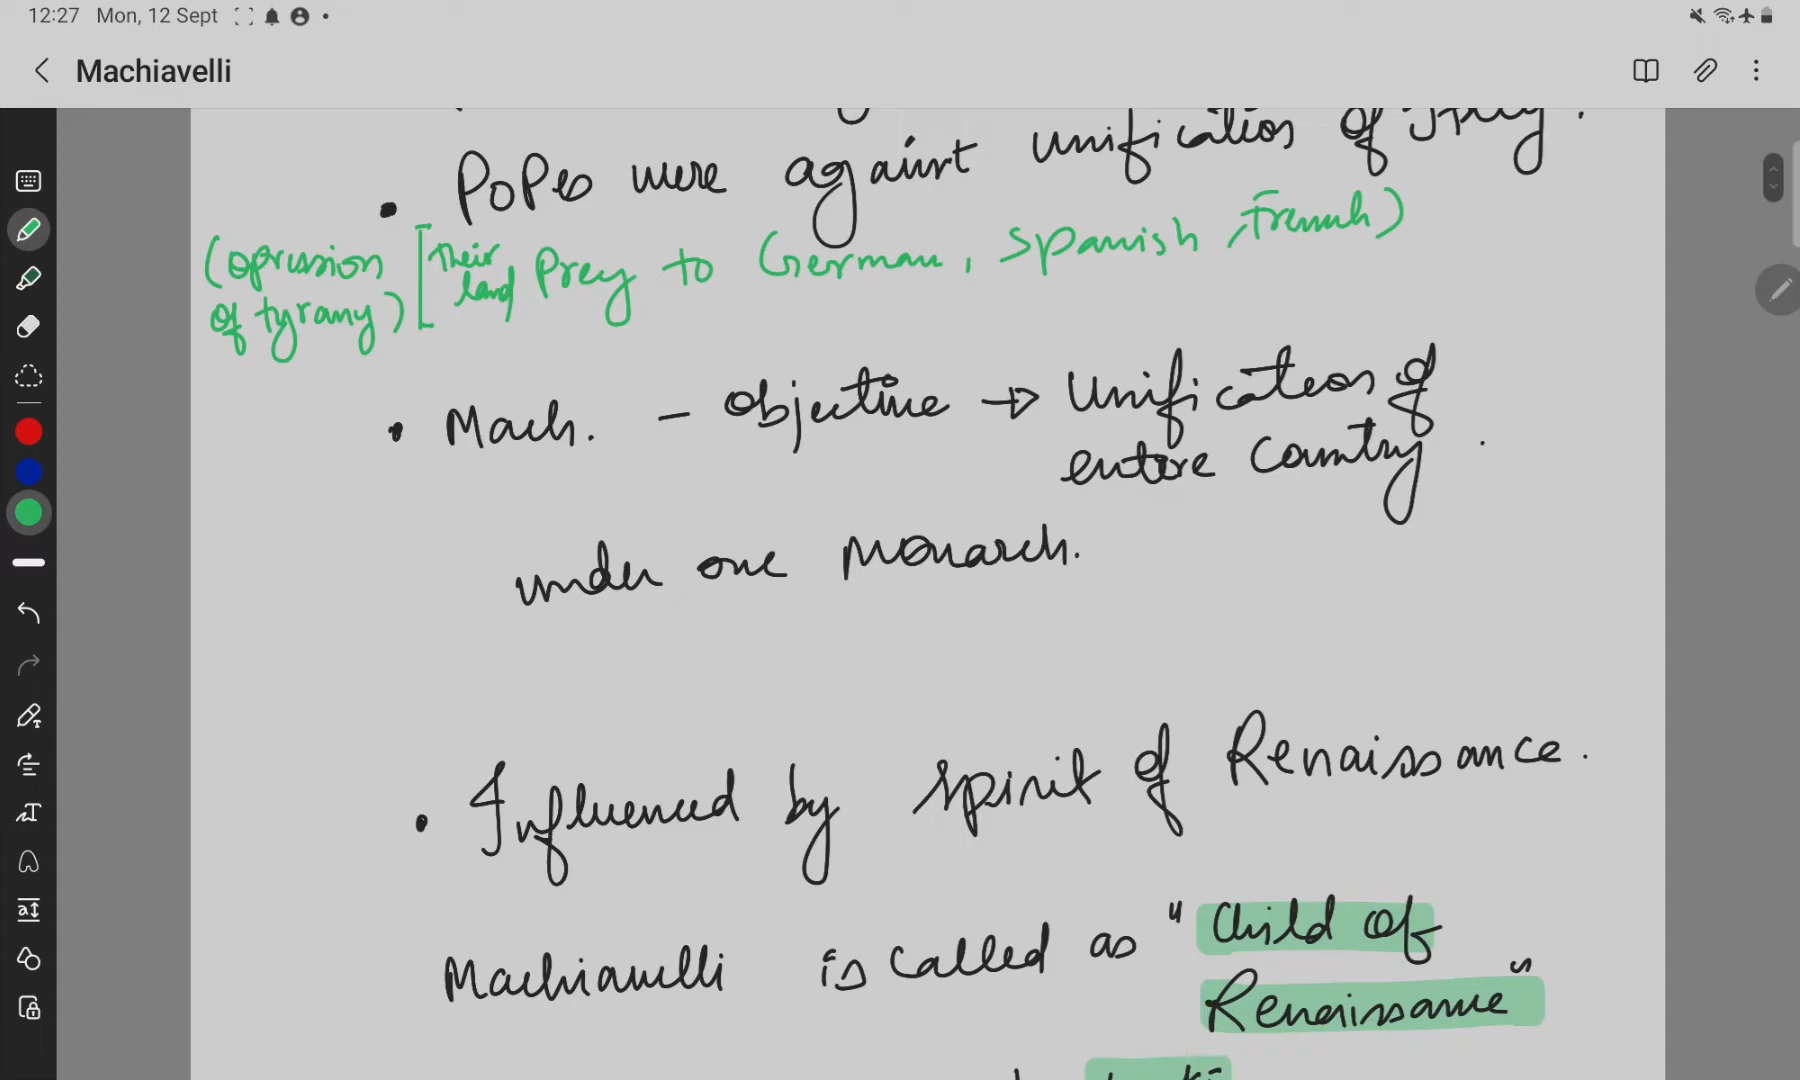 12:27 Mon, 12 Sept
Machiavelli
• PoPes were against unification of Italy.
(opression of tyrany) [Their land Prey to German, Spanish, French)
• Mach. - objective → Unification of
entire country.
under one Monarch.
• Influenced by spirit of Renaissance.
Machiavelli is called as "Child of
Renaissance"